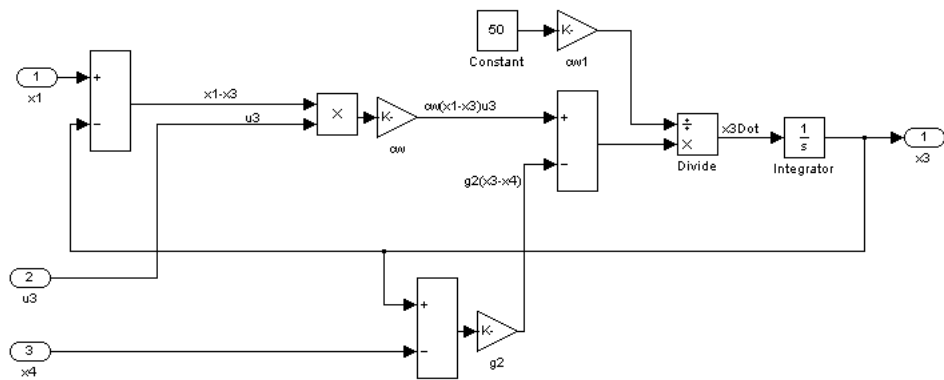 50
K-
Constant
cw1
1
x1
+
-
x1-x3
u3
×
K-
cw
cw(x1-x3)u3
+
-
g2(x3-x4)
÷
×
Divide
x3Dot
1
s
Integrator
1
x3
2
u3
+
-
K-
g2
3
x4